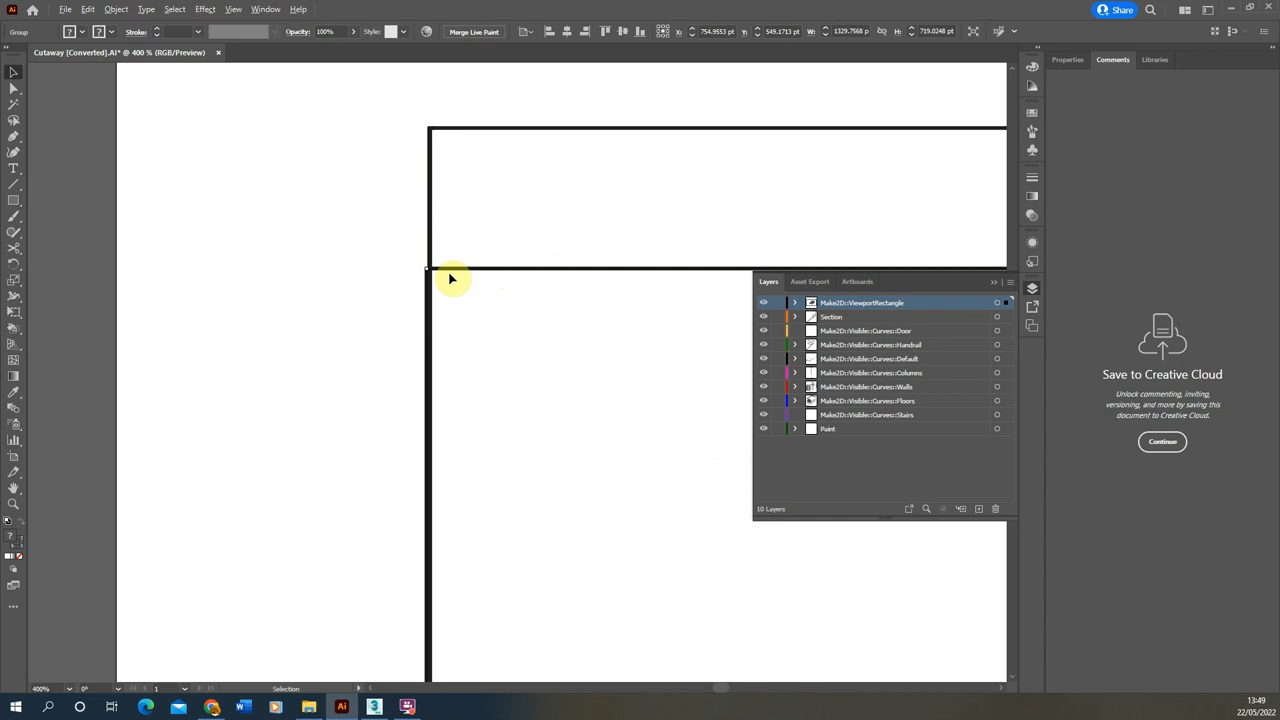 Ai File Edit Object Type Select Effect View Window Help Share
Group ? ? Stroke: Opacity: 100% Style: Merge Live Paint X: 754.9553 pt Y: 549.1713 pt W: 1329.7568 p H: 719.0248 pt
Cutaway [Converted].AI* @ 400 % (RGB/Preview) ×
Properties Comments Libraries
Layers Asset Export Artboards
Make2D::ViewportRectangle
Section
Make2D::Visible::Curves::Door
Make2D::Visible::Curves::Handrail
Make2D::Visible::Curves::Default
Make2D::Visible::Curves::Columns
Make2D::Visible::Curves::Walls
Make2D::Visible::Curves::Floors
Make2D::Visible::Curves::Stairs
Paint
10 Layers
Save to Creative Cloud
Unlock commenting, inviting,
versioning, and more by saving this
document to Creative Cloud.
Continue
?
400% 0° 1 Selection
13:49
22/05/2022